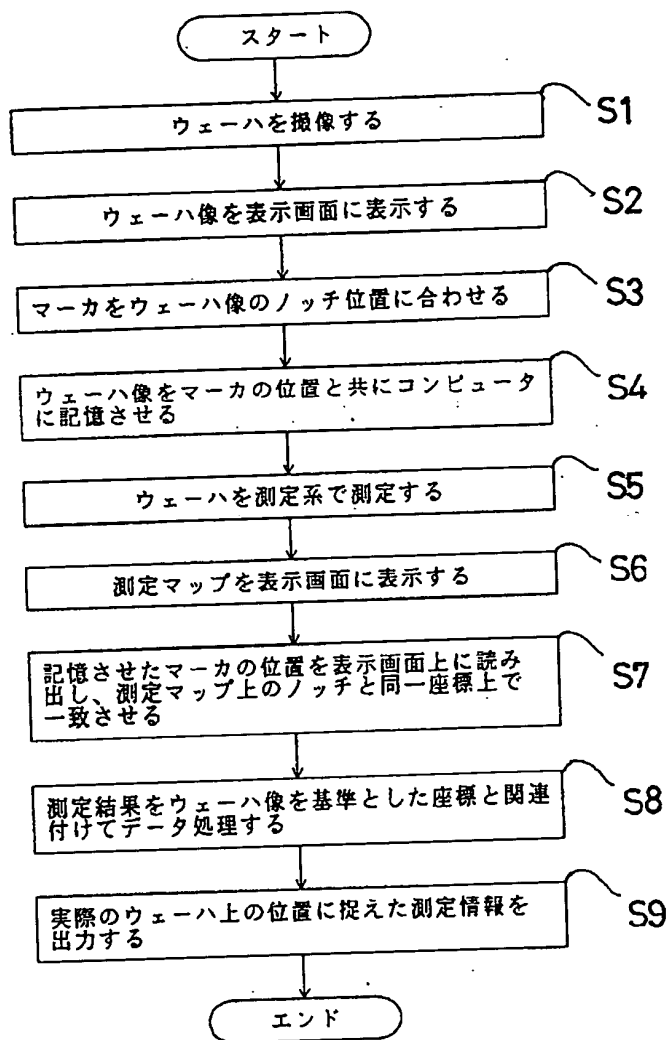 スタート
ウェーハを撮像する
S1
ウェーハ像を表示画面に表示する
S2
マーカをウェーハ像のノッチ位置に合わせる
S3
ウェーハ像をマーカの位置と共にコンピュータ
に記憶させる
S4
ウェーハを測定系で測定する
S5
測定マップを表示画面に表示する
S6
記憶させたマーカの位置を表示画面上に読み
出し、測定マップ上のノッチと同一座標上で
一致させる
S7
測定結果をウェーハ像を基準とした座標と関連
付けてデータ処理する
S8
実際のウェーハ上の位置に捉えた測定情報を
出力する
S9
エンド